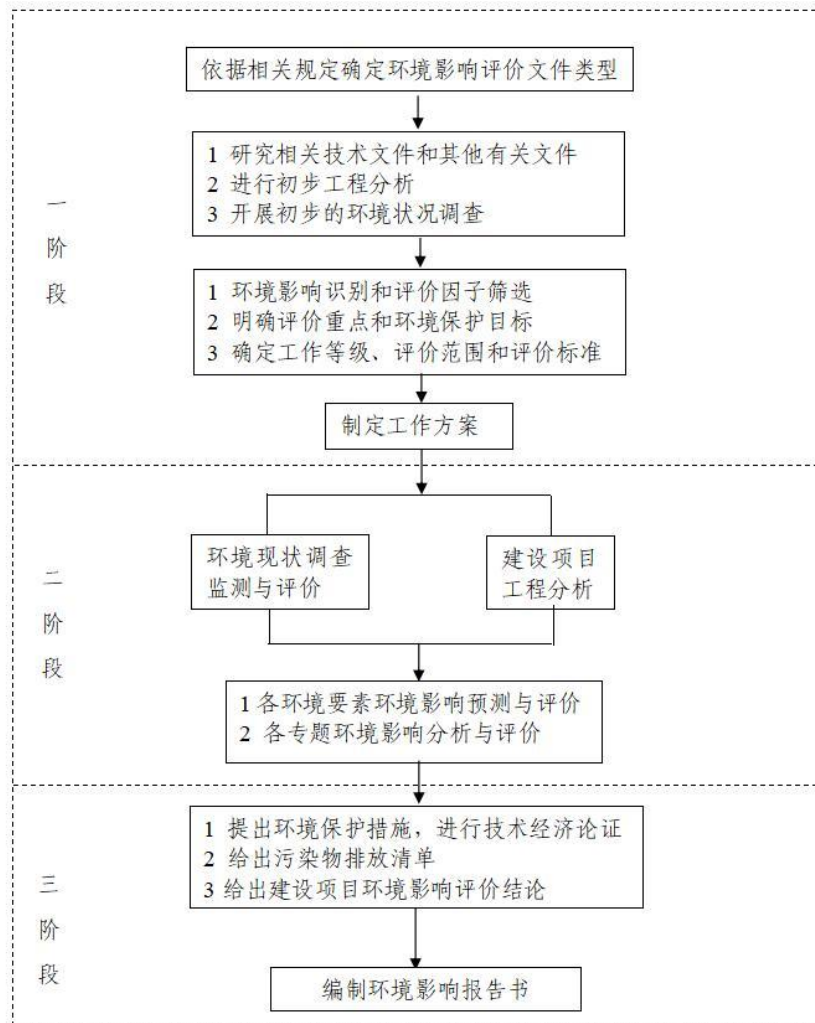 依据相关规定确定环境影响评价文件类型
1 研究相关技术文件和其他有关文件
2 进行初步工程分析
3 开展初步的环境状况调查
一
阶
段
1 环境影响识别和评价因子筛选
2 明确评价重点和环境保护目标
3 确定工作等级、评价范围和评价标准
制定工作方案
环境现状调查
监测与评价
建设项目
工程分析
二
阶
段
1 各环境要素环境影响预测与评价
2 各专题环境影响分析与评价
1 提出环境保护措施，进行技术经济论证
2 给出污染物排放清单
3 给出建设项目环境影响评价结论
三
阶
段
编制环境影响报告书